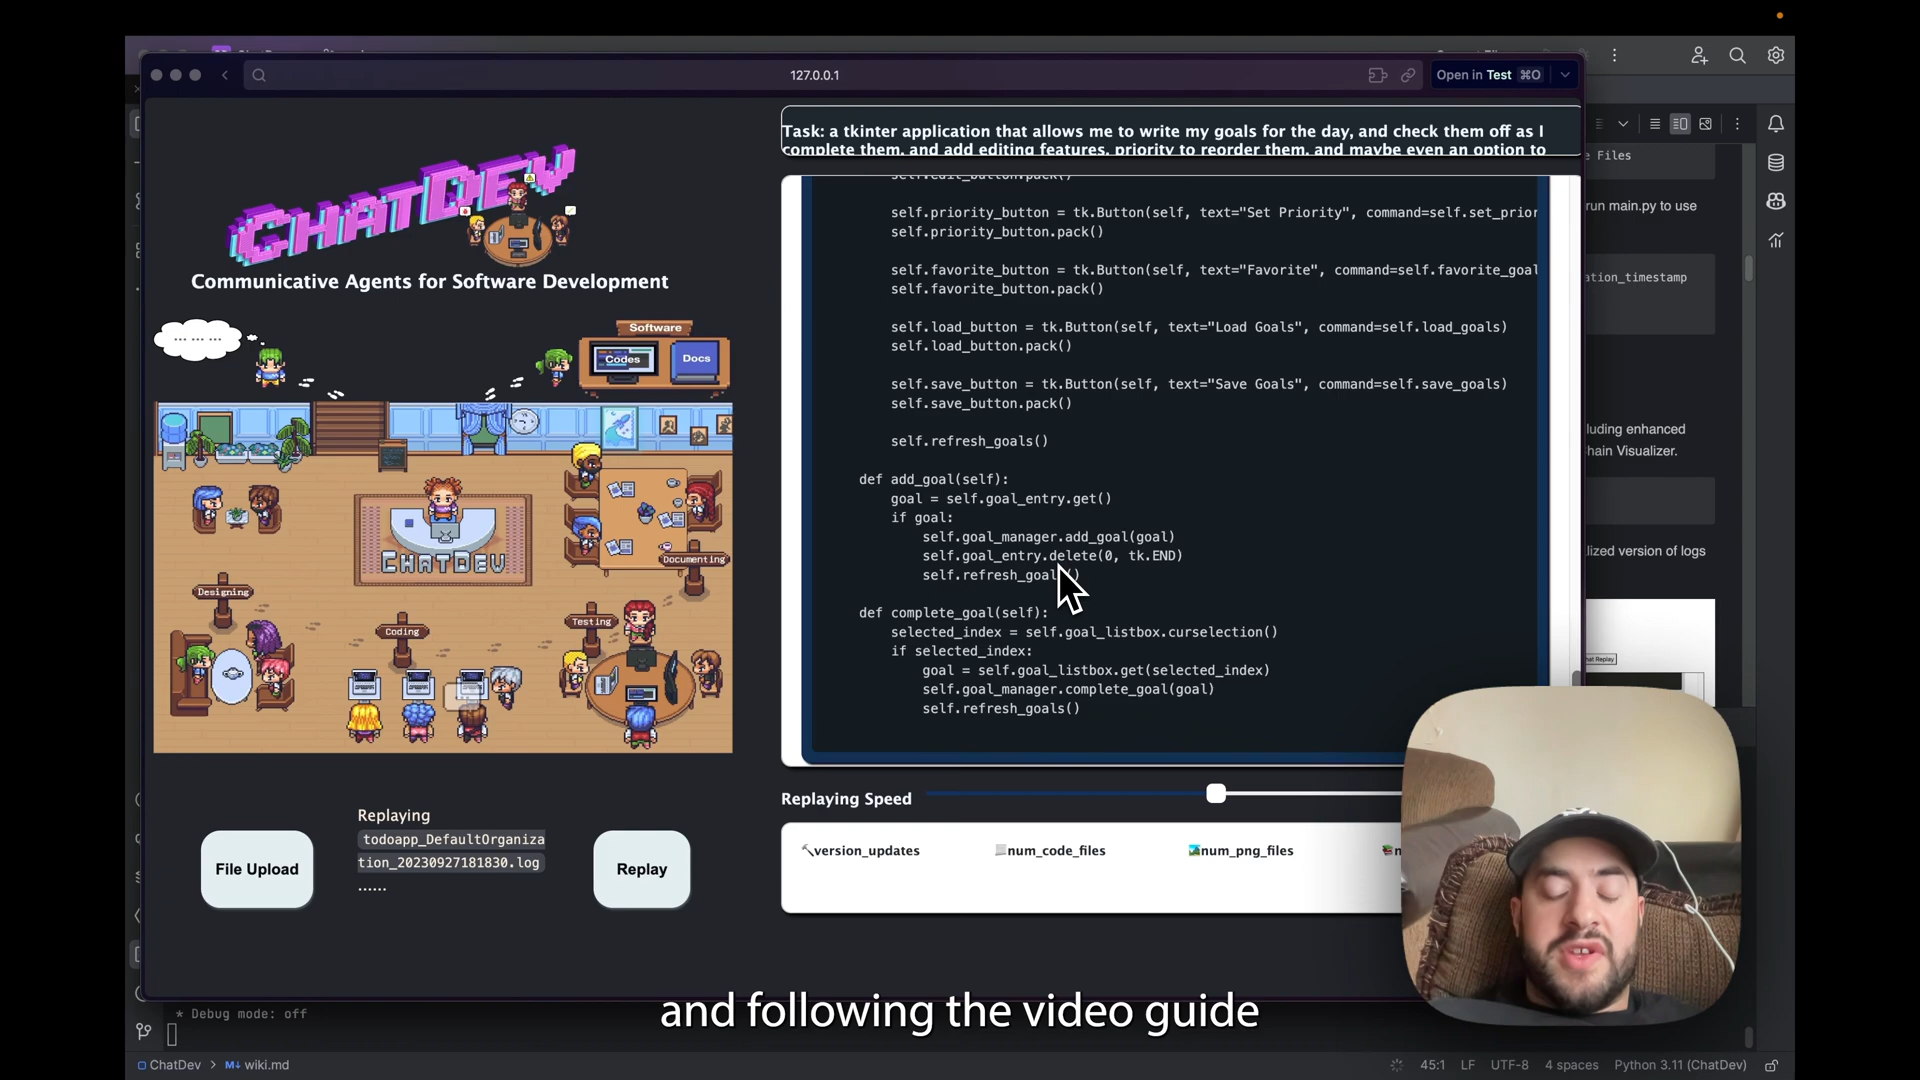 127.0.0.1
Open in Test ⌘O
CHATDEV
Communicative Agents for Software Development
... ... ...
Software
Codes
Docs
CHATDEV
Documenting
Designing
Coding
Testing
Replaying
todoapp_DefaultOrganiza
tion_20230927181830.log
......
File Upload
Replay
Task: a tkinter application that allows me to write my goals for the day, and check them off as I
complete them, and add editing features, priority to reorder them, and maybe even an option to
self.edit_button.pack()
self.priority_button = tk.Button(self, text="Set Priority", command=self.set_prior
self.priority_button.pack()
self.favorite_button = tk.Button(self, text="Favorite", command=self.favorite_goal
self.favorite_button.pack()
self.load_button = tk.Button(self, text="Load Goals", command=self.load_goals)
self.load_button.pack()
self.save_button = tk.Button(self, text="Save Goals", command=self.save_goals)
self.save_button.pack()
self.refresh_goals()
def add_goal(self):
goal = self.goal_entry.get()
if goal:
self.goal_manager.add_goal(goal)
self.goal_entry.delete(0, tk.END)
self.refresh_goal
def complete_goal(self):
selected_index = self.goal_listbox.curselection()
if selected_index:
goal = self.goal_listbox.get(selected_index)
self.goal_manager.complete_goal(goal)
self.refresh_goals()
Replaying Speed
version_updates
num_code_files
num_png_files
e Files
run main.py to use
ation_timestamp
luding enhanced
hain Visualizer.
lized version of logs
hat Replay
and following the video guide
* Debug mode: off
ChatDev > M↓ wiki.md
45:1 LF UTF-8 4 spaces Python 3.11 (ChatDev)